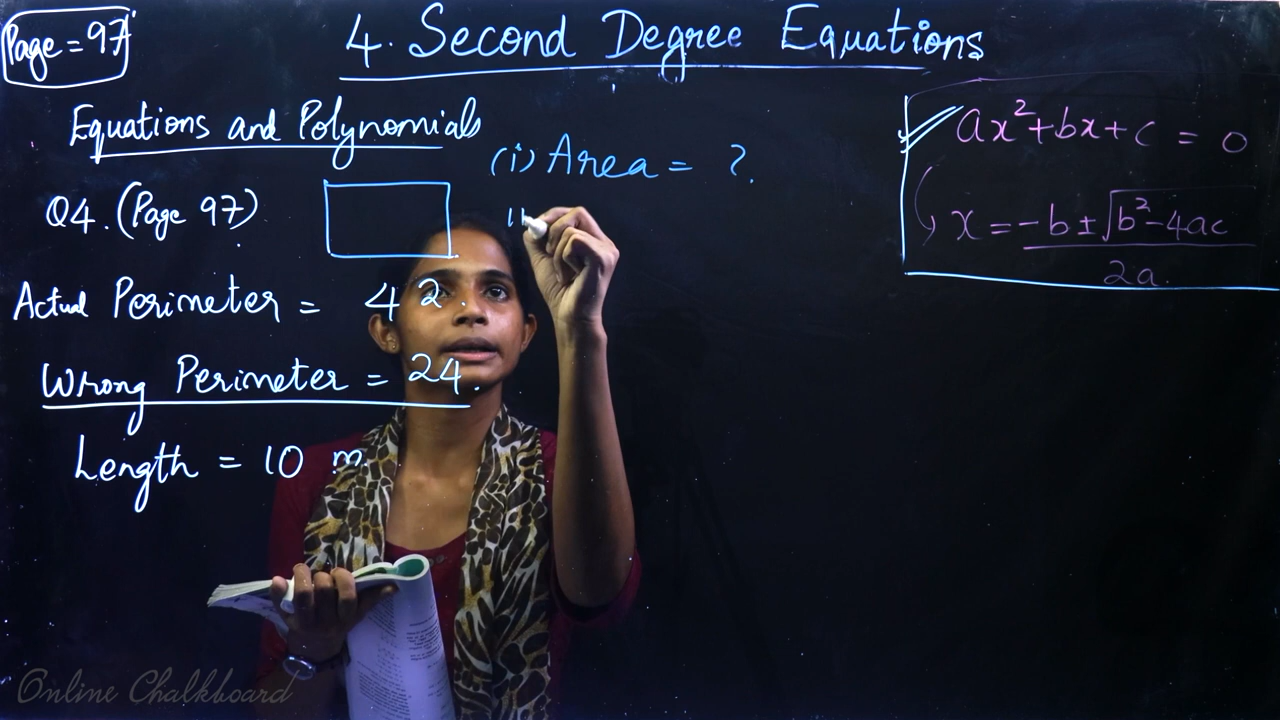 Page = 97
4. Second Degree Equations
Equations and Polynomials
Q4. (Page 97)
Actual Perimeter = 42.
Wrong Perimeter = 24.
Length = 10 m
(i) Area = ?
ax²+bx+c = 0
x = -b ± √b²-4ac
2a.
Online Chalkboard